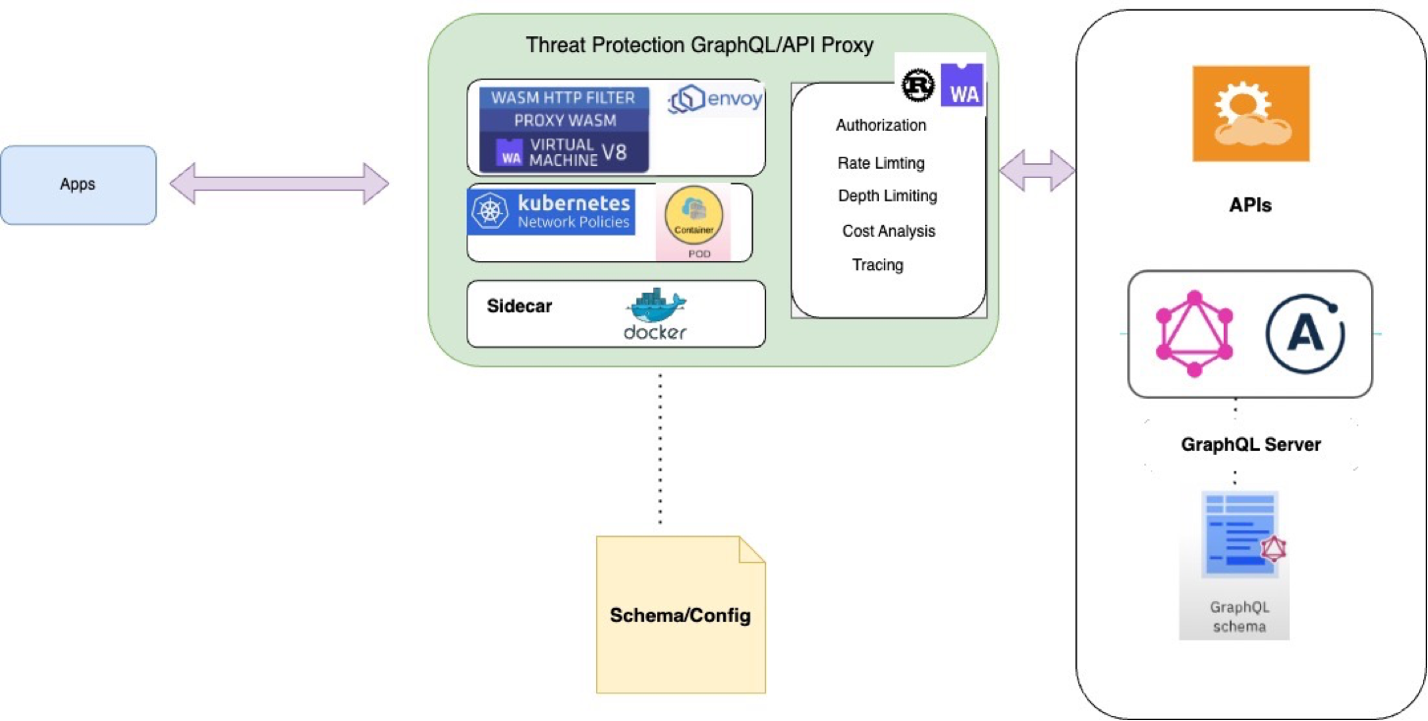 Threat Protection GraphQL/API Proxy
WASM HTTP FILTER
PROXY WASM
WA
VIRTUAL
MACHINE V8
envoy
R
WA
Authorization
Rate Limting
Depth Limiting
Cost Analysis
Tracing
kubernetes
Network Policies
Container
POD
Sidecar
docker
Apps
APIs
A
GraphQL Server
GraphQL
schema
Schema/Config